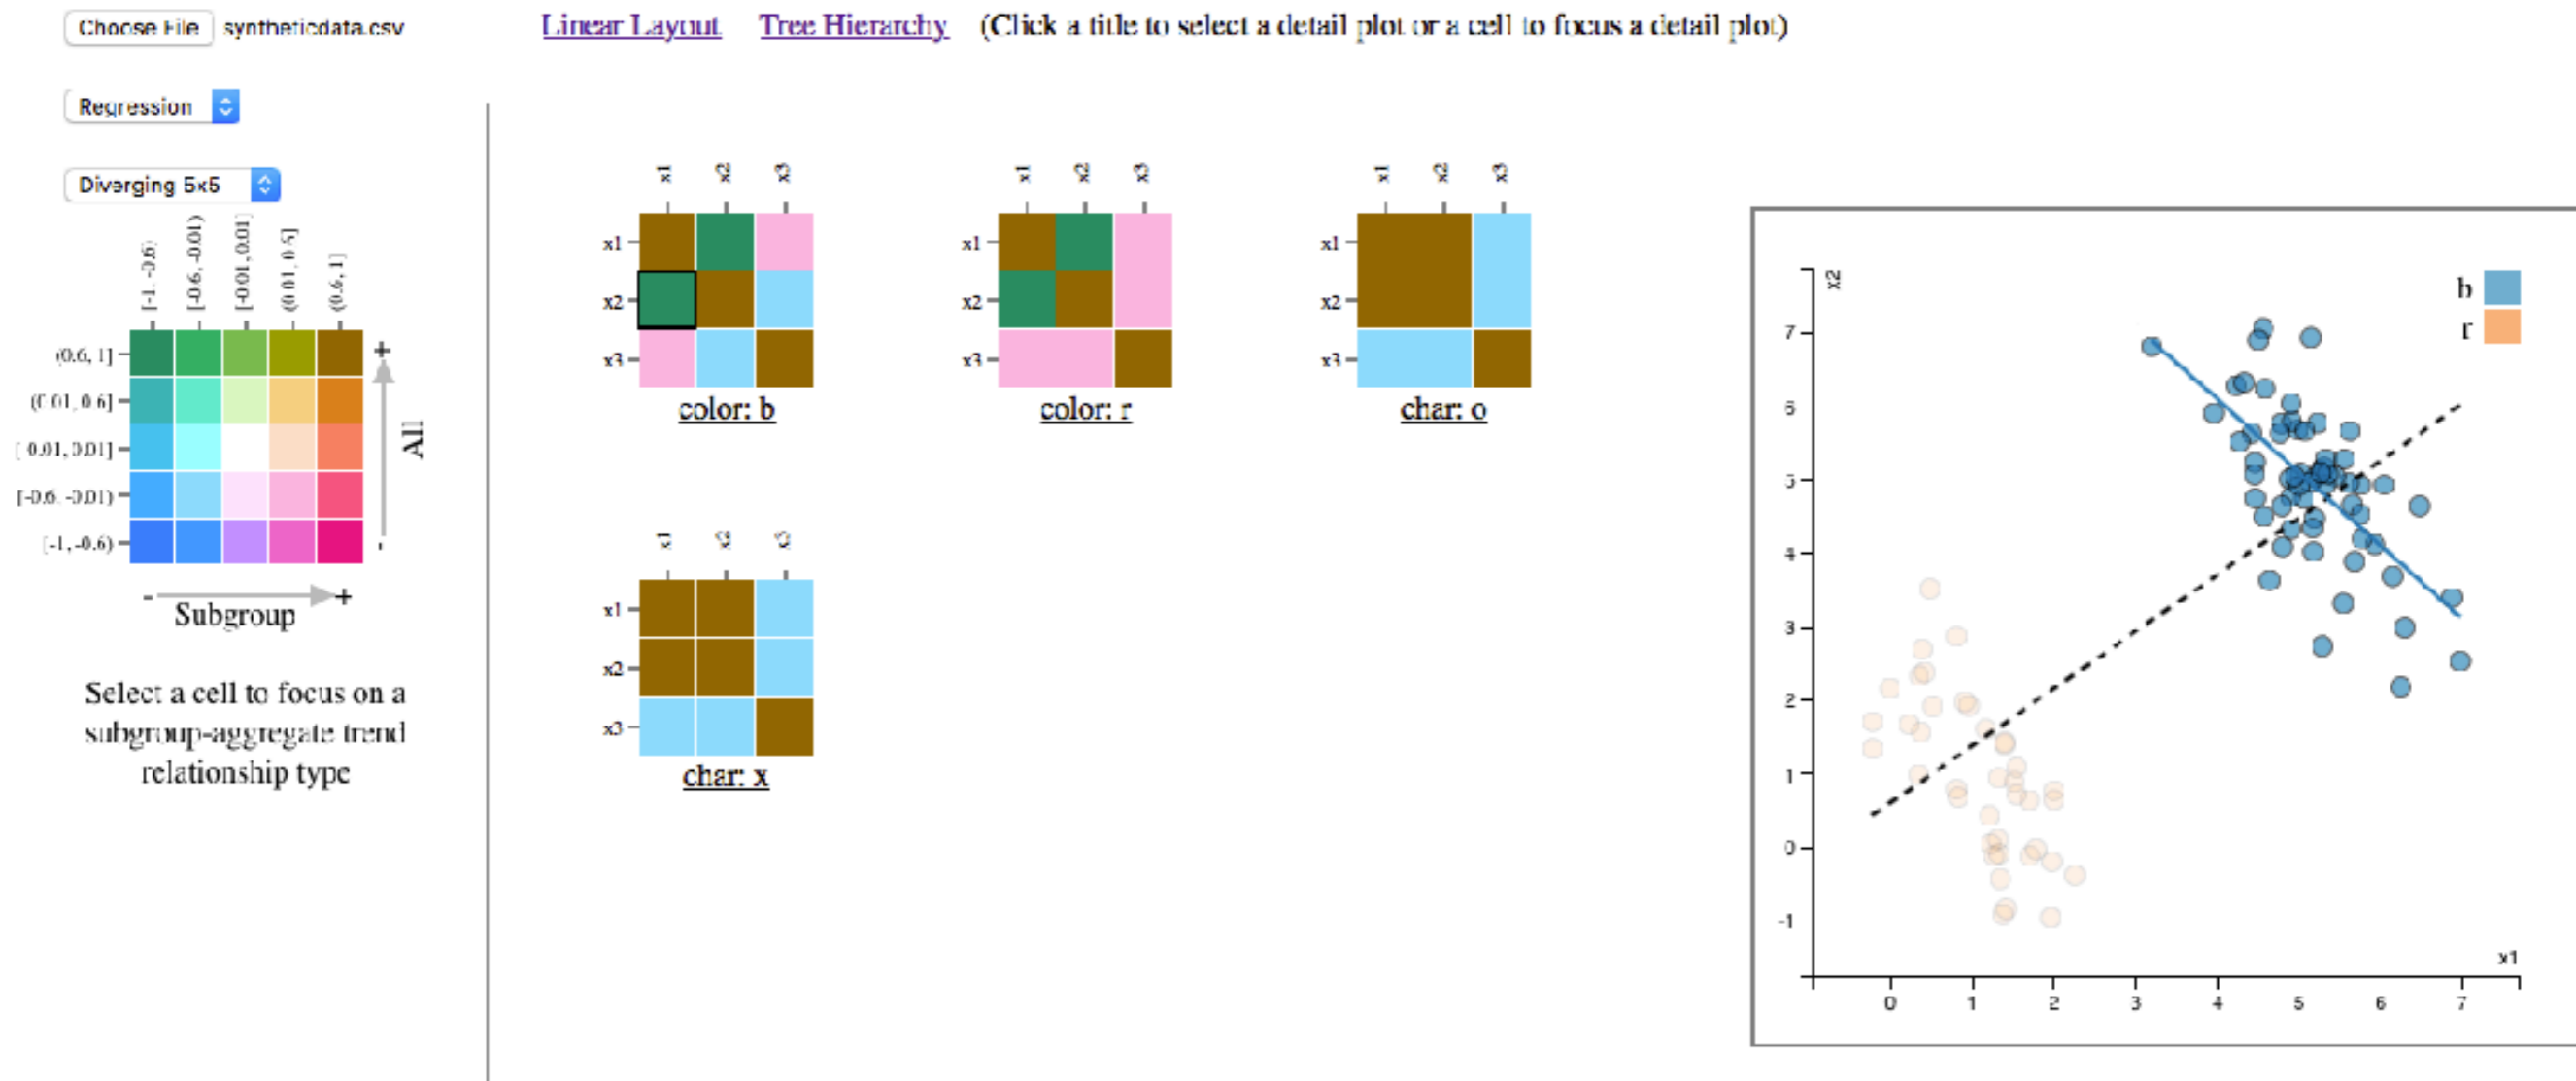 Choose File syntheticdata.csv
Linear Layout Tree Hierarchy (Click a title to select a detail plot or a cell to focus a detail plot)
Regression
Diverging 5x5
[-1, -0.6) [-0.6, -0.01) [-0.01, 0.01] (0.01, 0.6] (0.6, 1]
(0.6, 1]
(0.01, 0.6]
[-0.01, 0.01]
[-0.6, -0.01)
[-1, -0.6)
+
All
-
- +
Subgroup
Select a cell to focus on a
subgroup-aggregate trend
relationship type
x1 x2 x3
x1
x2
x3
color: b
x1 x2 x3
x1
x2
x3
color: r
x1 x2 x3
x1
x2
x3
char: o
x1 x2 x3
x1
x2
x3
char: x
x2
b
r
7
6
5
4
3
2
1
0
-1
x1
0 1 2 3 4 5 6 7